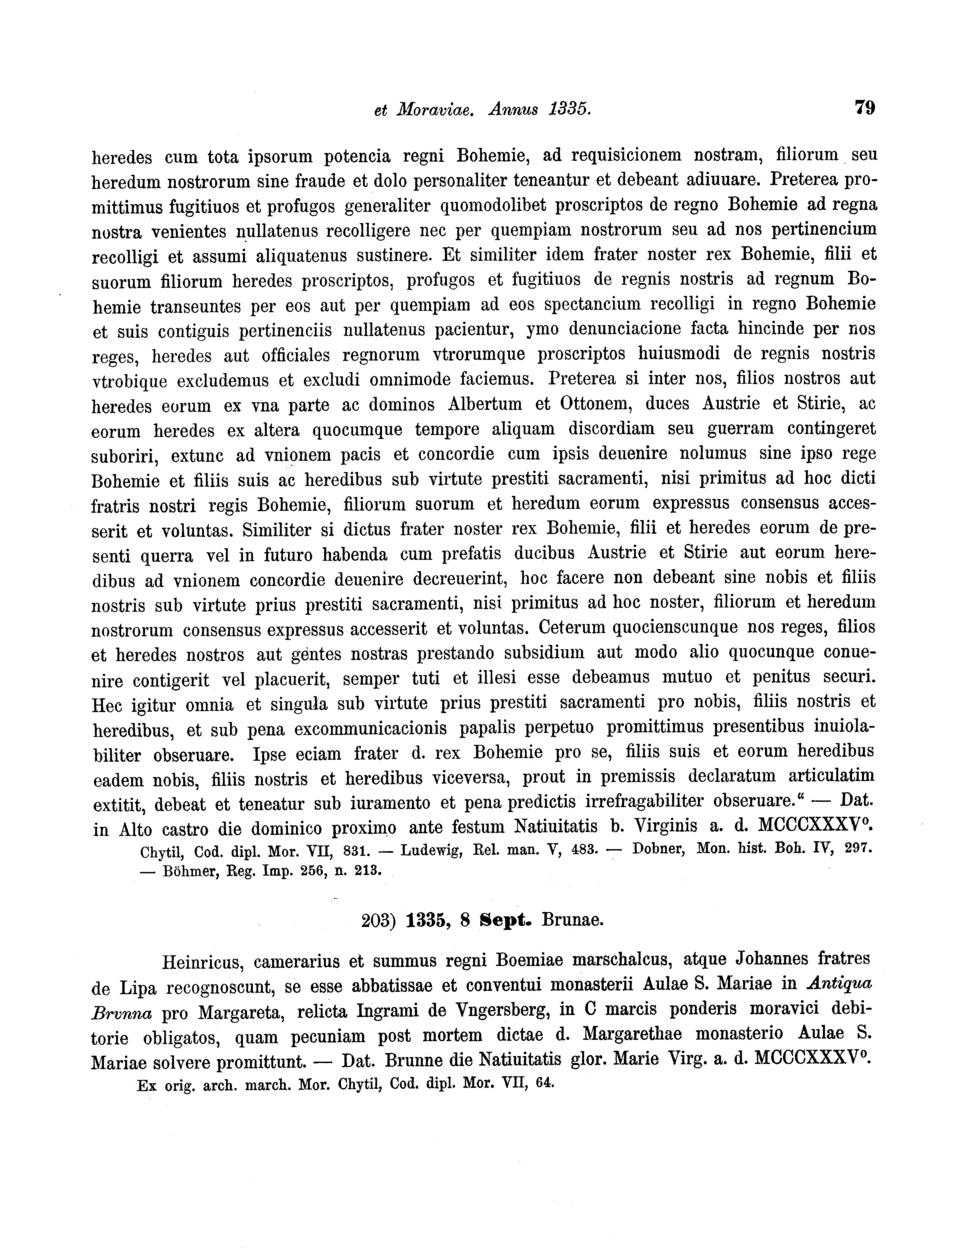 et Moraviae. Annus 1335. 79
heredes cum tota ipsorum potencia regni Bohemie, ad requisicionem nostram, filiorum seu
heredum nostrorum sine fraude et dolo personaliter teneantur et debeant adiuuare. Preterea pro-
mittimus fugitiuos et profugos generaliter quomodolibet proscriptos de regno Bohemie ad regna
nostra venientes nullatenus recolligere nec per quempiam nostrorum seu ad nos pertinencium
recolligi et assumi aliquatenus sustinere. Et similiter idem frater noster rex Bohemie, filii et
suorum filiorum heredes proscriptos, profugos et fugitiuos de regnis nostris ad regnum Bo-
hemie transeuntes per eos aut per quempiam ad eos spectancium recolligi in regno Bohemie
et suis contiguis pertinenciis nullatenus pacientur, ymo denunciacione facta hincinde per nos
reges, heredes aut officiales regnorum vtrorumque proscriptos huiusmodi de regnis nostris
vtrobique excludemus et excludi omnimode faciemus. Preterea si inter nos, filios nostros aut
heredes eorum ex vna parte ac dominos Albertum et Ottonem, duces Austrie et Stirie, ac
eorum heredes ex altera quocumque tempore aliquam discordiam seu guerram contingeret
suboriri, extunc ad vnionem pacis et concordie cum ipsis deuenire nolumus sine ipso rege
Bohemie et filiis suis ac heredibus sub virtute prestiti sacramenti, nisi primitus ad hoc dicti
fratris nostri regis Bohemie, filiorum suorum et heredum eorum expressus consensus acces-
serit et voluntas. Similiter si dictus frater noster rex Bohemie, filii et heredes eorum de pre-
senti querra vel in futuro habenda cum prefatis ducibus Austrie et Stirie aut eorum here-
dibus ad vnionem concordie deuenire decreuerint, hoc facere non debeant sine nobis et filiis
nostris sub virtute prius prestiti sacramenti, nisi primitus ad hoc noster, filiorum et heredum
nostrorum consensus expressus accesserit et voluntas. Ceterum quocienscunque nos reges, filios
et heredes nostros aut gentes nostras prestando subsidium aut modo alio quocunque conue-
nire contigerit vel placuerit, semper tuti et illesi esse debeamus mutuo et penitus securi.
Hec igitur omnia et singula sub virtute prius prestiti sacramenti pro nobis, filiis nostris et
heredibus, et sub pena excommunicacionis papalis perpetuo promittimus presentibus inuiola-
biliter obseruare. Ipse eciam frater d. rex Bohemie pro se, filiis suis et eorum heredibus
eadem nobis, filiis nostris et heredibus viceversa, prout in premissis declaratum articulatim
extitit, debeat et teneatur sub iuramento et pena predictis irrefragabiliter obseruare.“ — Dat.
in Alto castro die dominico proximo ante festum Natiuitatis b. Virginis a. d. MCCCXXXV⁰.
Chytil, Cod. dipl. Mor. VII, 831. — Ludewig, Rel. man. V, 483. — Dobner, Mon. hist. Boh. IV, 297.
— Böhmer, Reg. Imp. 256, n. 213.
203) 1335, 8 Sept. Brunae.
Heinricus, camerarius et summus regni Boemiae marschalcus, atque Johannes fratres
de Lipa recognoscunt, se esse abbatissae et conventui monasterii Aulae S. Mariae in Antiqua
Brvnna pro Margareta, relicta Ingrami de Vngersberg, in C marcis ponderis moravici debi-
torie obligatos, quam pecuniam post mortem dictae d. Margarethae monasterio Aulae S.
Mariae solvere promittunt. — Dat. Brunne die Natiuitatis glor. Marie Virg. a. d. MCCCXXXV⁰.
Ex orig. arch. march. Mor. Chytil, Cod. dipl. Mor. VII, 64.